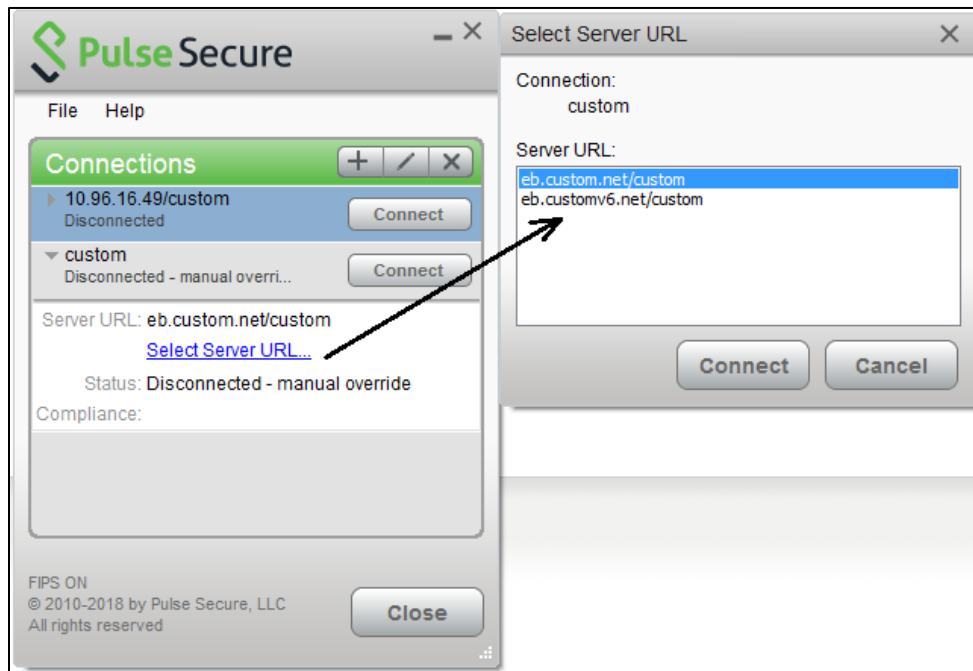 Pulse Secure
File Help
Connections
10.96.16.49/custom
Disconnected
Connect
custom
Disconnected - manual overri...
Connect
Server URL: eb.custom.net/custom
Select Server URL...
Status: Disconnected - manual override
Compliance:
FIPS ON
© 2010-2018 by Pulse Secure, LLC
All rights reserved
Close
Select Server URL
Connection:
custom
Server URL:
eb.custom.net/custom
eb.customv6.net/custom
Connect Cancel